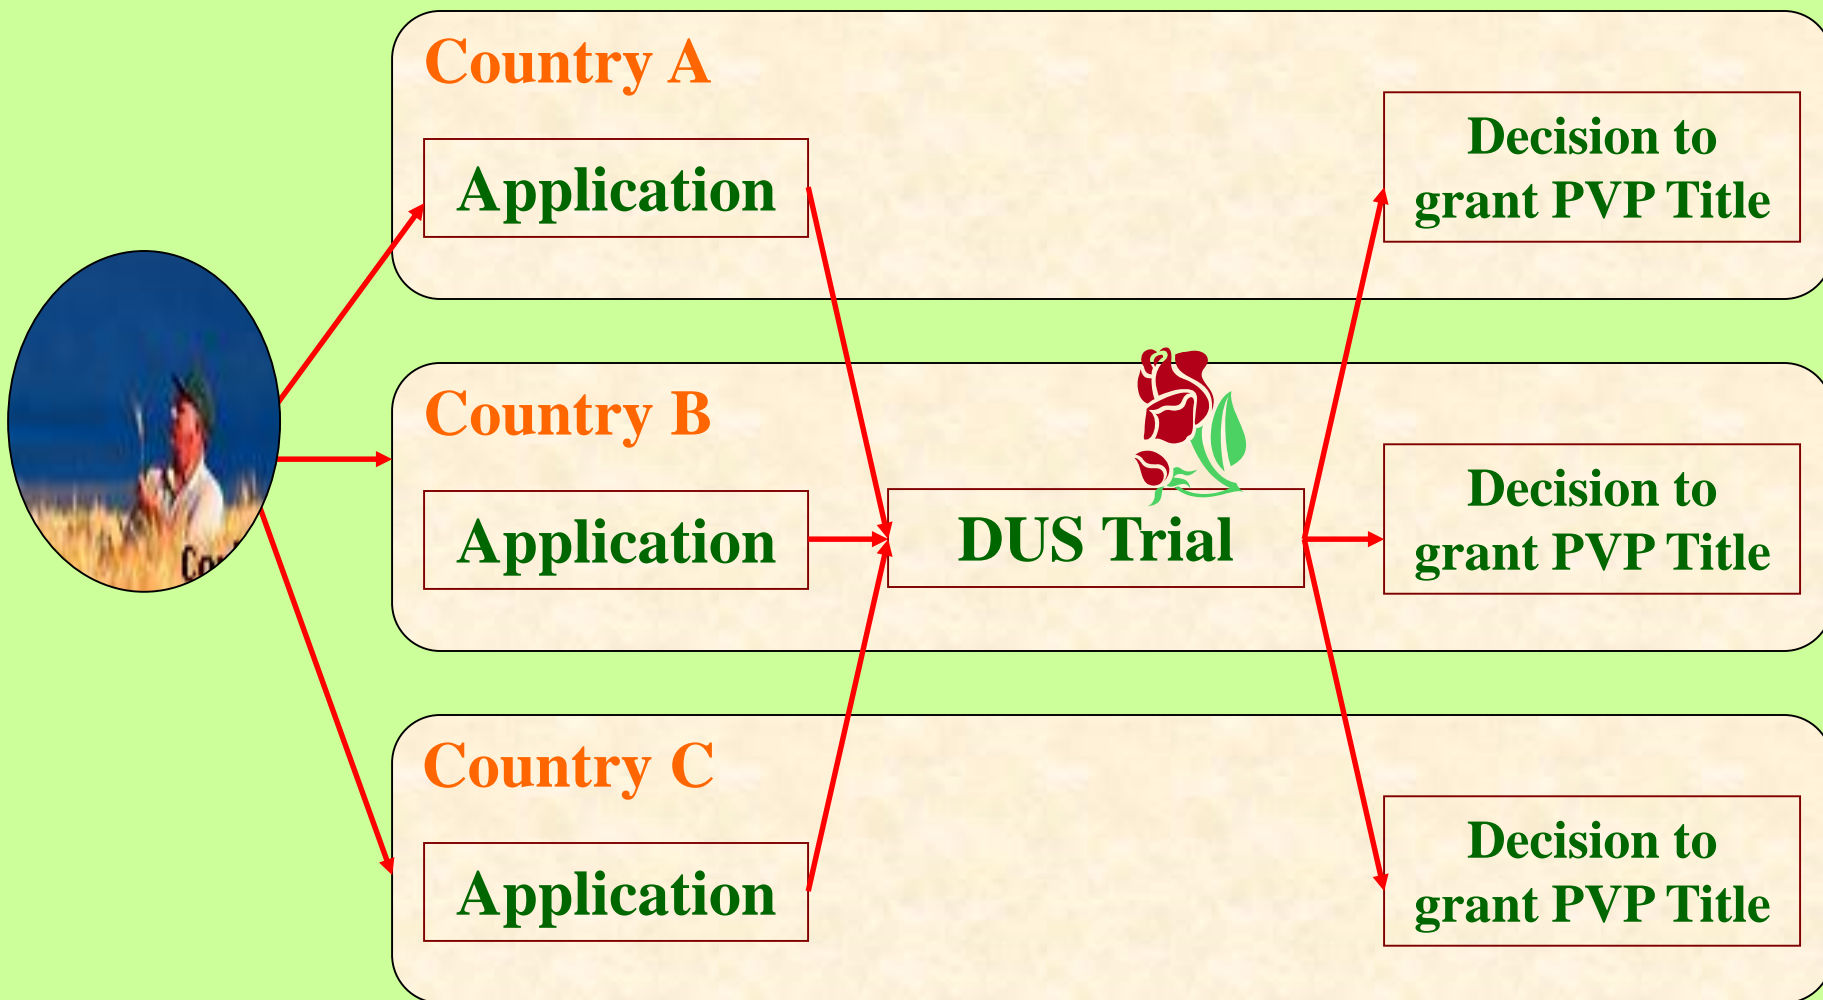 Country A
Application
Decision to
grant PVP Title
Country B
Application
DUS Trial
Decision to
grant PVP Title
Country C
Application
Decision to
grant PVP Title